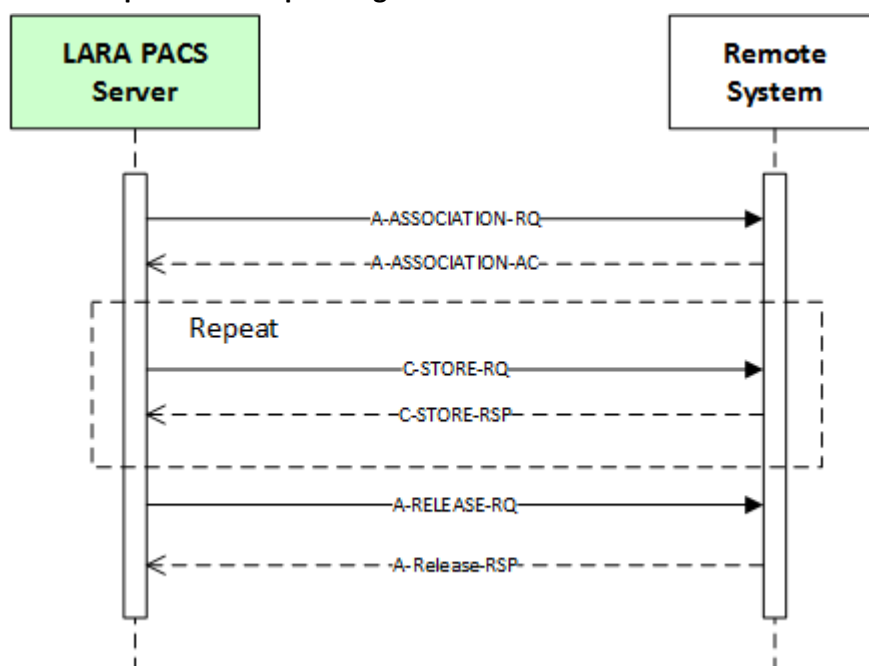 LARA PACS
Server
Remote
System
A-ASSOCIATION-RQ
A-ASSOCIATION-AC
Repeat
C-STORE-RQ
C-STORE-RSP
A-RELEASE-RQ
A-Release-RSP